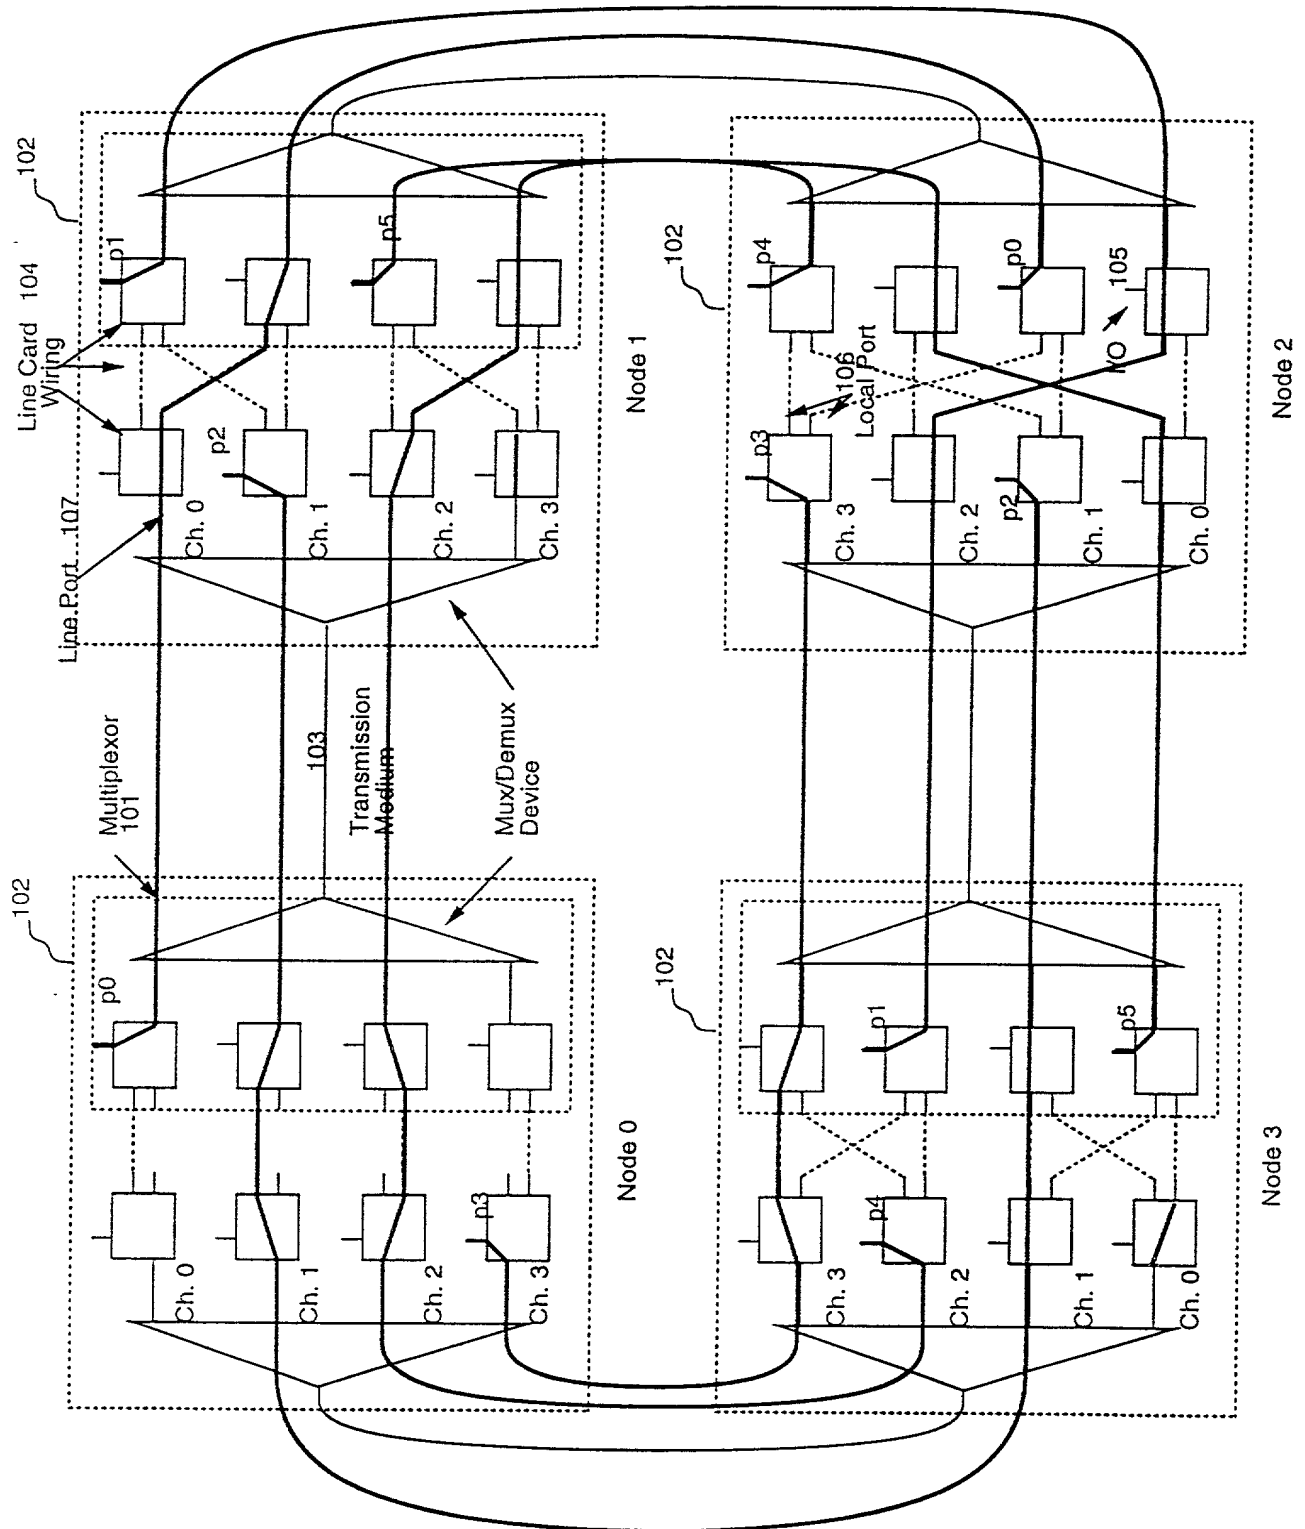 102
Line Card 104
Wiring
p1
p5
p2
Line Port 107
Ch. 0
Ch. 1
Ch. 2
Ch. 3
Node 1
102
p4
p0
I/O 105
106
Local Port
p3
p2
Ch. 3
Ch. 2
Ch. 1
Ch. 0
Node 2
Multiplexor
101
103
Transmission
Medium
Mux/Demux
Device
102
p0
p3
Ch. 0
Ch. 1
Ch. 2
Ch. 3
Node 0
102
p1
p5
p4
Ch. 3
Ch. 2
Ch. 1
Ch. 0
Node 3